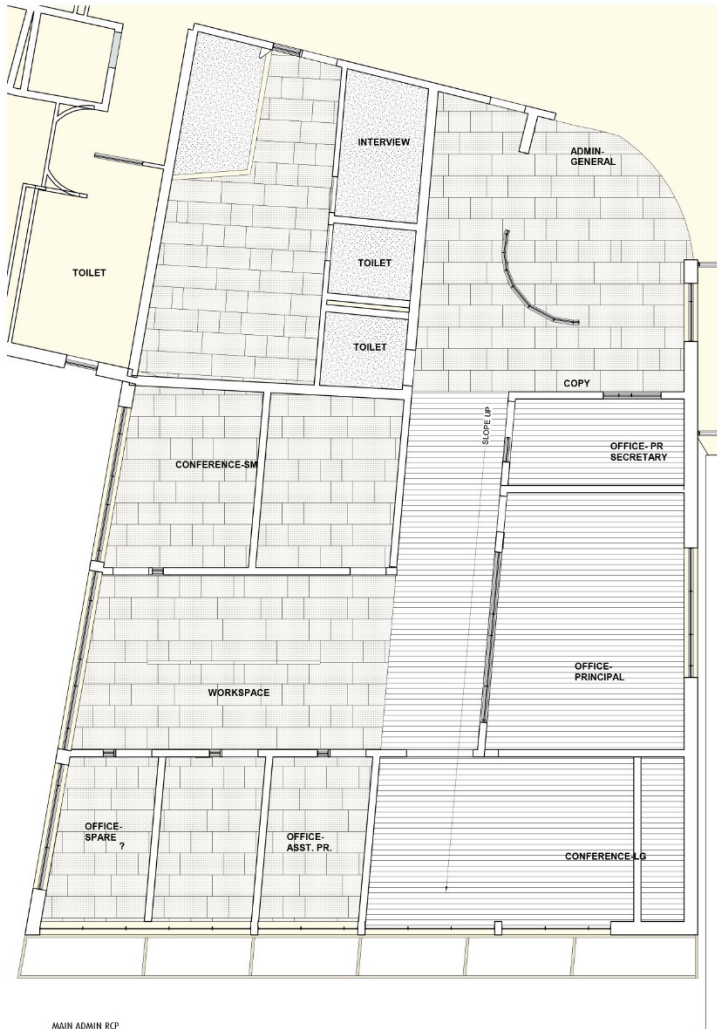 INTERVIEW
ADMIN-
GENERAL
TOILET
TOILET
TOILET
COPY
SLOPE UP
OFFICE- PR
SECRETARY
CONFERENCE-SM
OFFICE-
PRINCIPAL
WORKSPACE
OFFICE-
SPARE
?
OFFICE-
ASST. PR.
CONFERENCE-LG
MAIN ADMIN RCP